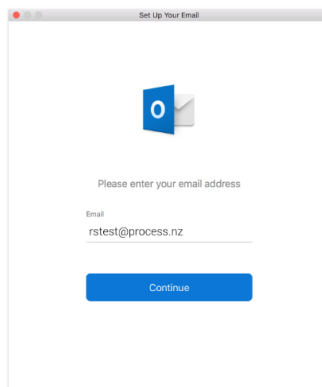 Set Up Your Email
O
Please enter your email address
Email
rstest@process.nz
Continue